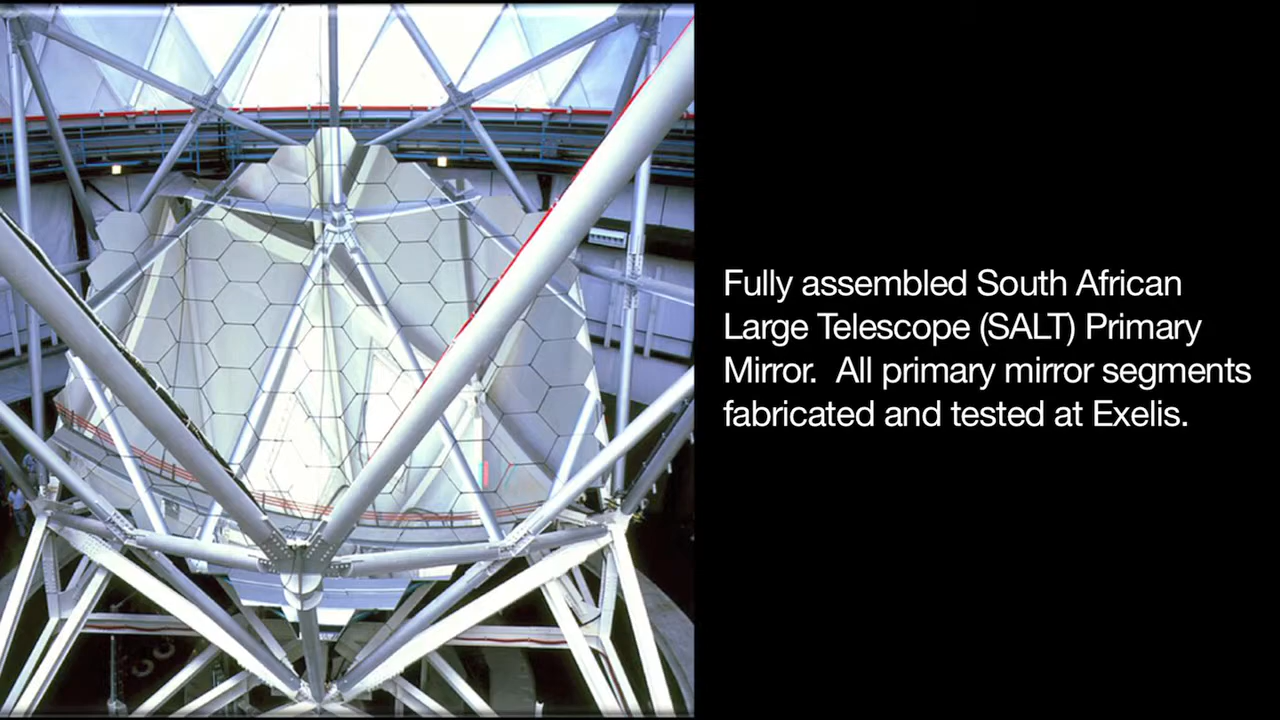 Fully assembled South African
Large Telescope (SALT) Primary
Mirror.  All primary mirror segments
fabricated and tested at Exelis.